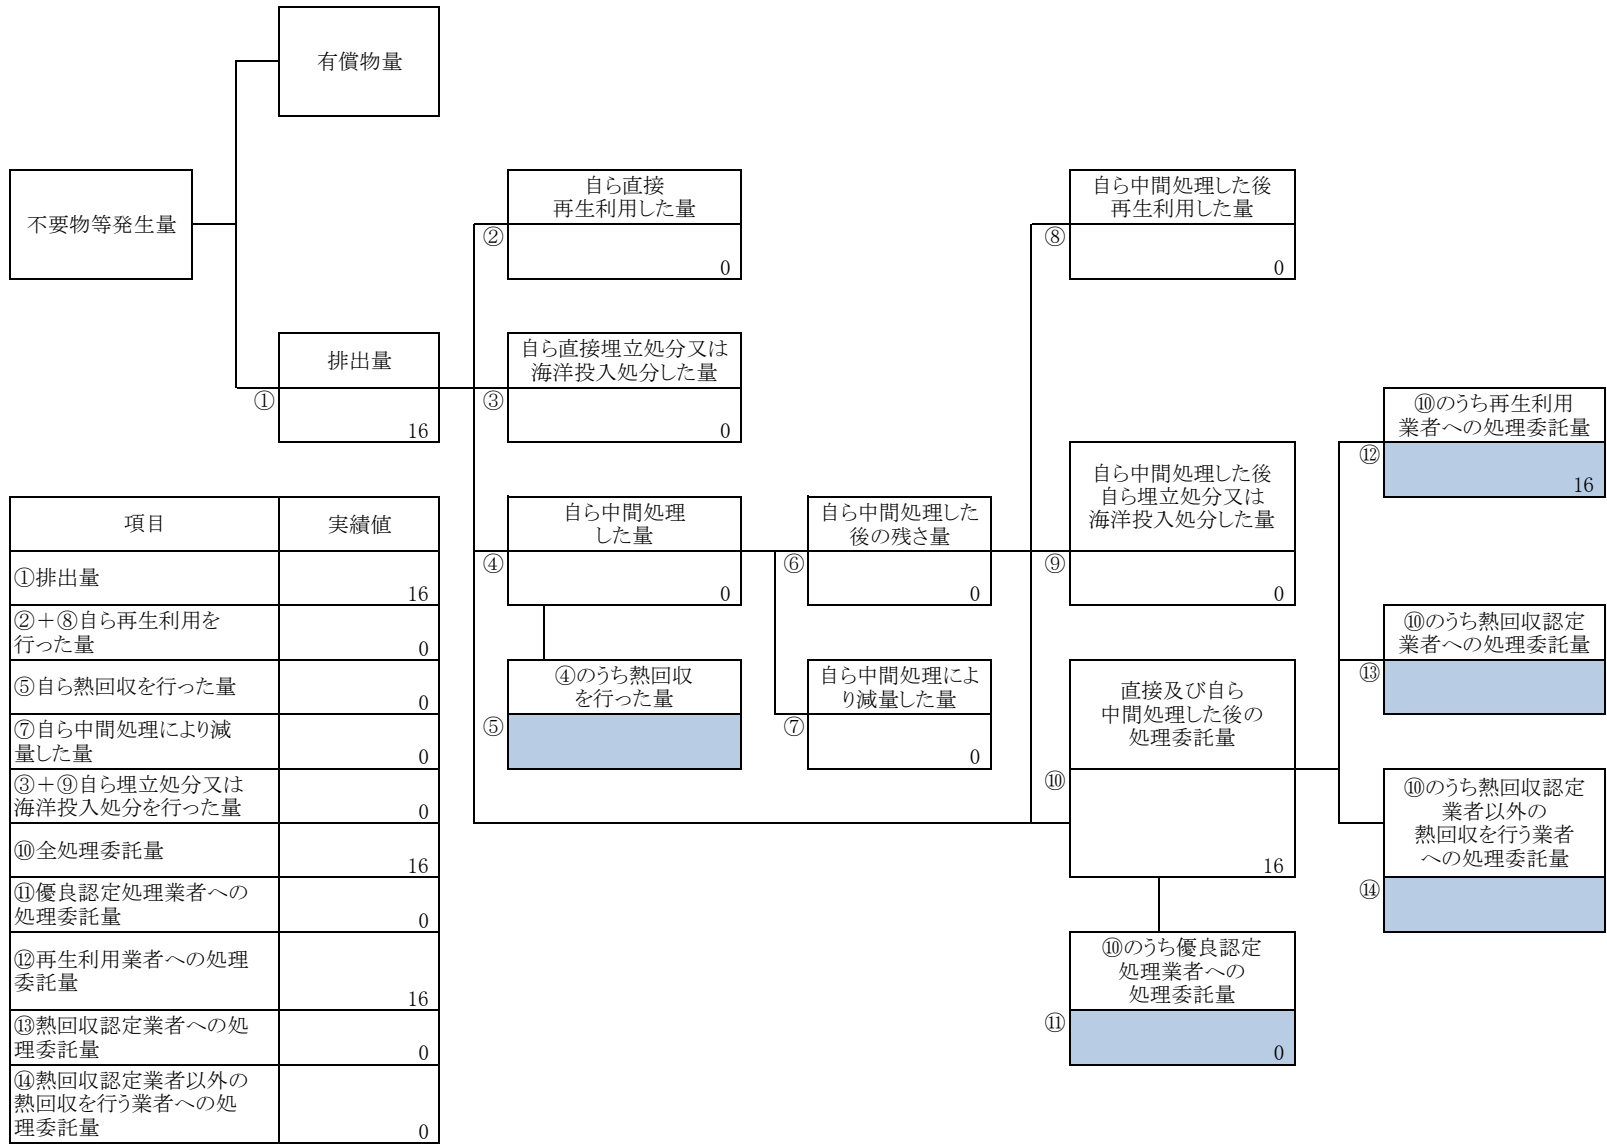 有償物量
不要物等発生量
自ら直接
再生利用した量
②
0
自ら中間処理した後
再生利用した量
⑧
0
排出量
①
16
自ら直接埋立処分又は
海洋投入処分した量
③
0
⑩のうち再生利用
業者への処理委託量
⑫
16
自ら中間処理
した量
④
0
自ら中間処理した
後の残さ量
⑥
0
自ら中間処理した後
自ら埋立処分又は
海洋投入処分した量
⑨
0
⑩のうち熱回収認定
業者への処理委託量
⑬
④のうち熱回収
を行った量
⑤
自ら中間処理によ
り減量した量
⑦
0
直接及び自ら
中間処理した後の
処理委託量
⑩
16
⑩のうち熱回収認定
業者以外の
熱回収を行う業者
への処理委託量
⑭
⑩のうち優良認定
処理業者への
処理委託量
⑪
0
項目 実績値
①排出量
16
②＋⑧自ら再生利用を
行った量
0
⑤自ら熱回収を行った量
0
⑦自ら中間処理により減
量した量
0
③＋⑨自ら埋立処分又は
海洋投入処分を行った量
0
⑩全処理委託量
16
⑪優良認定処理業者への
処理委託量
0
⑫再生利用業者への処理
委託量
16
⑬熱回収認定業者への処
理委託量
0
⑭熱回収認定業者以外の
熱回収を行う業者への処
理委託量
0